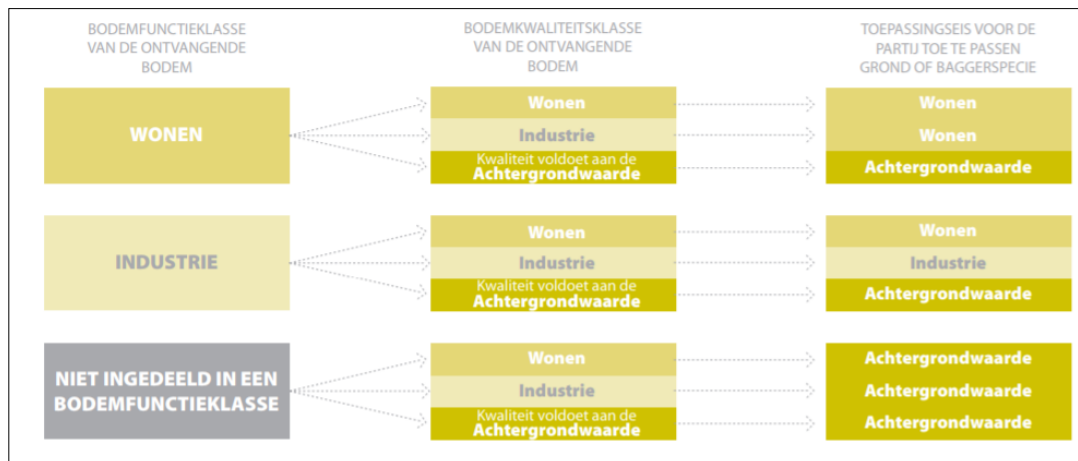 BODEMFUNCTIEKLASSE
VAN DE ONTVANGENDE
BODEM
BODEMKWALITEITSKLASSE
VAN DE ONTVANGENDE
BODEM
TOEPASSINGSEIS VOOR DE
PARTIJ TOE TE PASSEN
GROND OF BAGGERSPECIE
WONEN
Wonen
Industrie
Kwaliteit voldoet aan de
Achtergrondwaarde
Wonen
Wonen
Achtergrondwaarde
INDUSTRIE
Wonen
Industrie
Kwaliteit voldoet aan de
Achtergrondwaarde
Wonen
Industrie
Achtergrondwaarde
NIET INGEDEELD IN EEN
BODEMFUNCTIEKLASSE
Wonen
Industrie
Kwaliteit voldoet aan de
Achtergrondwaarde
Achtergrondwaarde
Achtergrondwaarde
Achtergrondwaarde